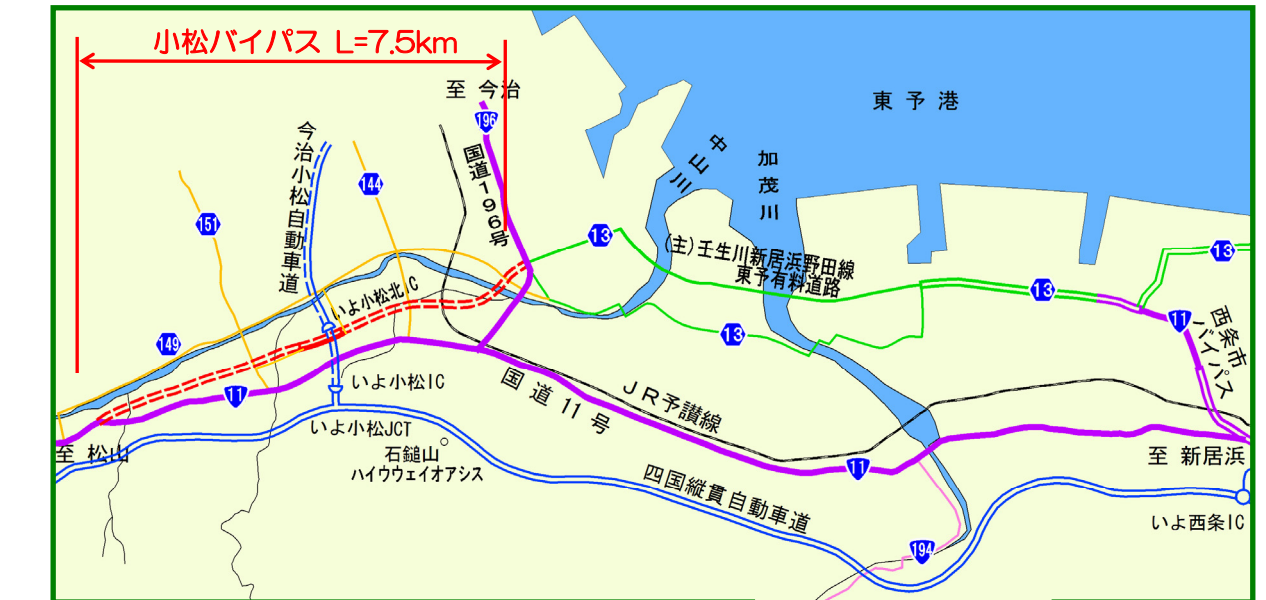 小松バイパス L=7.5km
至 今治
196
国道196号
今治小松自動車道
144
151
東予港
中山川
加茂川
13
(主)壬生川新居浜野田線
東予有料道路
13
13
13
11
西条市
バイパス
いよ小松北IC
149
11
いよ小松IC
いよ小松JCT
石鎚山
ハイウウェイオアシス
至 松山
国道11号
JR予讃線
四国縦貫自動車道
11
至 新居浜
いよ西条IC
194